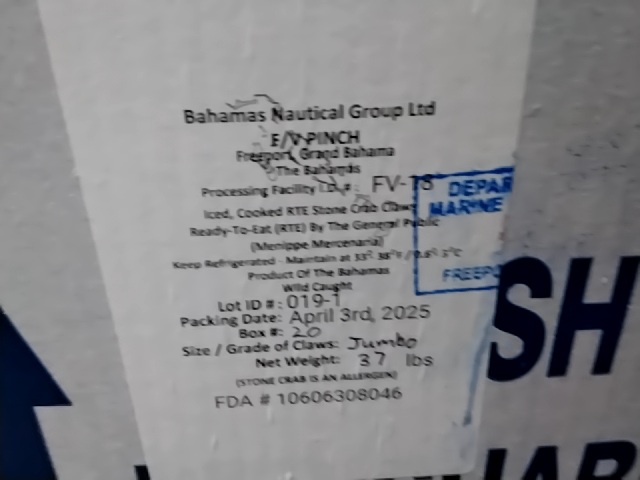 Bahamas Nautical Group Ltd
F/V PINCH
Freeport, Grand Bahama
The Bahamas
Processing Facility I.D.#: FV-78
Iced, Cooked RTE Stone Crab Claws
Ready-To-Eat (RTE) By The General Public
(Menippe Mercenaria)
Keep Refrigerated - Maintain at
Product Of The Bahamas
Wild Caught
Lot ID #: 019-1
Packing Date: April 3rd, 2025
Box #: 20
Size / Grade of Claws: Jumbo
Net Weight: 37 lbs
(STONE CRAB IS AN ALLERGEN)
FDA # 10606308046
DEPAR
MARINE
FREEPO
SH